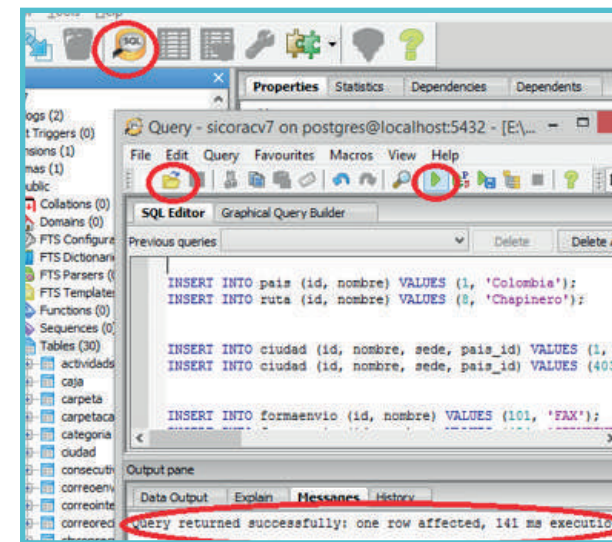 Tools Help
SQL
Properties Statistics Dependencies Dependents
ogs (2)
t Triggers (0)
nsions (1)
mas (1)
ublic
Collations (0)
Domains (0)
FTS Configura
FTS Dictionari
FTS Parsers (
FTS Templates
Functions (0)
Sequences (0)
Tables (30)
actividads
caja
carpeta
carpetaca
categoria
ciudad
consecuti
correoenv
correointe
correorec
Query - sicoracv7 on postgres@localhost:5432 - [E:\...
File Edit Query Favourites Macros View Help
SQL Editor Graphical Query Builder
Previous queries Delete Delete A
INSERT INTO pais (id, nombre) VALUES (1, 'Colombia');
INSERT INTO ruta (id, nombre) VALUES (8, 'Chapinero');
INSERT INTO ciudad (id, nombre, sede, pais_id) VALUES (1,
INSERT INTO ciudad (id, nombre, sede, pais_id) VALUES (403
INSERT INTO formaenvio (id, nombre) VALUES (101, 'FAX');
Output pane
Data Output Explain Messages History
Query returned successfully: one row affected, 141 ms executio